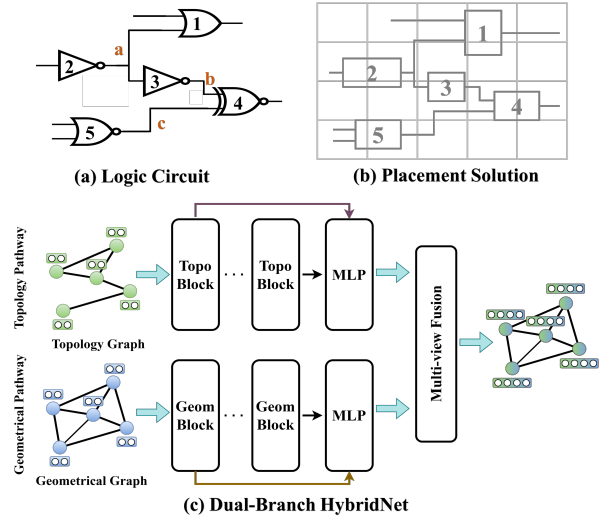 1
a
2
3
b
4
5
c
(a) Logic Circuit
1
2
3
4
5
(b) Placement Solution
Topology Pathway
Topology Graph
Topo
Block
. . .
Topo
Block
MLP
Multi-view Fusion
Geometrical Pathway
Geometrical Graph
Geom
Block
. . .
Geom
Block
MLP
(c) Dual-Branch HybridNet